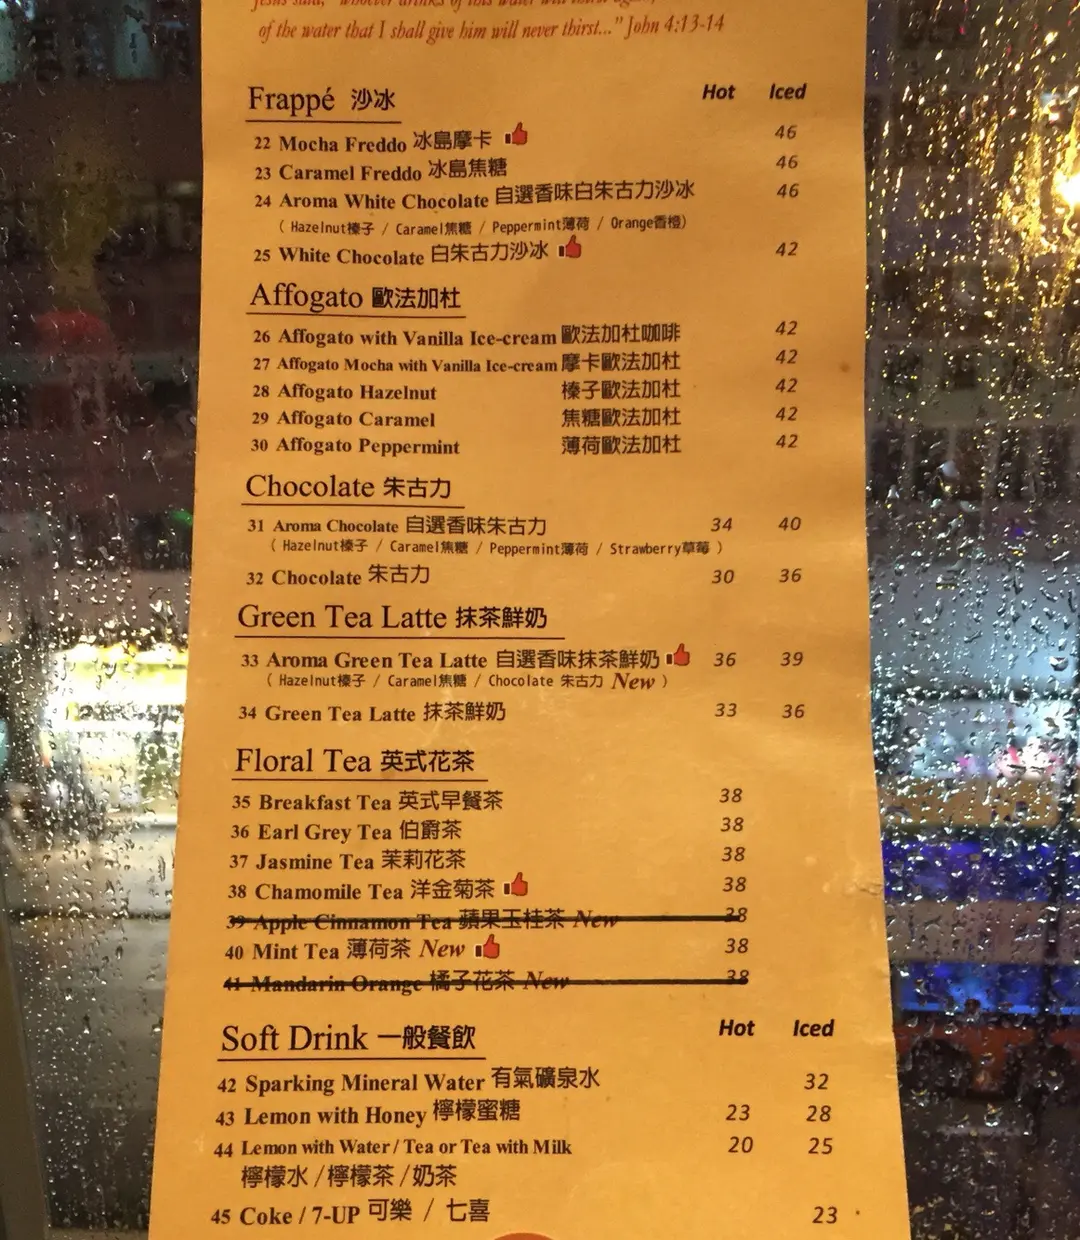 Jesus said, "whoever drinks of this water will thirst again,
of the water that I shall give him will never thirst..." John 4:13-14
Frappé 沙冰 Hot Iced
22 Mocha Freddo 冰島摩卡 46
23 Caramel Freddo 冰島焦糖 46
24 Aroma White Chocolate 自選香味白朱古力沙冰 46
( Hazelnut榛子 / Caramel焦糖 / Peppermint薄荷 / Orange香橙)
25 White Chocolate 白朱古力沙冰 42
Affogato 歐法加杜
26 Affogato with Vanilla Ice-cream 歐法加杜咖啡 42
27 Affogato Mocha with Vanilla Ice-cream 摩卡歐法加杜 42
28 Affogato Hazelnut 榛子歐法加杜 42
29 Affogato Caramel 焦糖歐法加杜 42
30 Affogato Peppermint 薄荷歐法加杜 42
Chocolate 朱古力
31 Aroma Chocolate 自選香味朱古力 34 40
( Hazelnut榛子 / Caramel焦糖 / Peppermint薄荷 / Strawberry草莓 )
32 Chocolate 朱古力 30 36
Green Tea Latte 抹茶鮮奶
33 Aroma Green Tea Latte 自選香味抹茶鮮奶 36 39
( Hazelnut榛子 / Caramel焦糖 / Chocolate 朱古力 New )
34 Green Tea Latte 抹茶鮮奶 33 36
Floral Tea 英式花茶
35 Breakfast Tea 英式早餐茶 38
36 Earl Grey Tea 伯爵茶 38
37 Jasmine Tea 茉莉花茶 38
38 Chamomile Tea 洋金菊茶 38
39 Apple Cinnamon Tea 蘋果玉桂茶 New 38
40 Mint Tea 薄荷茶 New 38
41 Mandarin Orange 橘子花茶 New 38
Soft Drink 一般餐飲 Hot Iced
42 Sparking Mineral Water 有氣礦泉水 32
43 Lemon with Honey 檸檬蜜糖 23 28
44 Lemon with Water / Tea or Tea with Milk 20 25
檸檬水 / 檸檬茶 / 奶茶
45 Coke / 7-UP 可樂 / 七喜 23